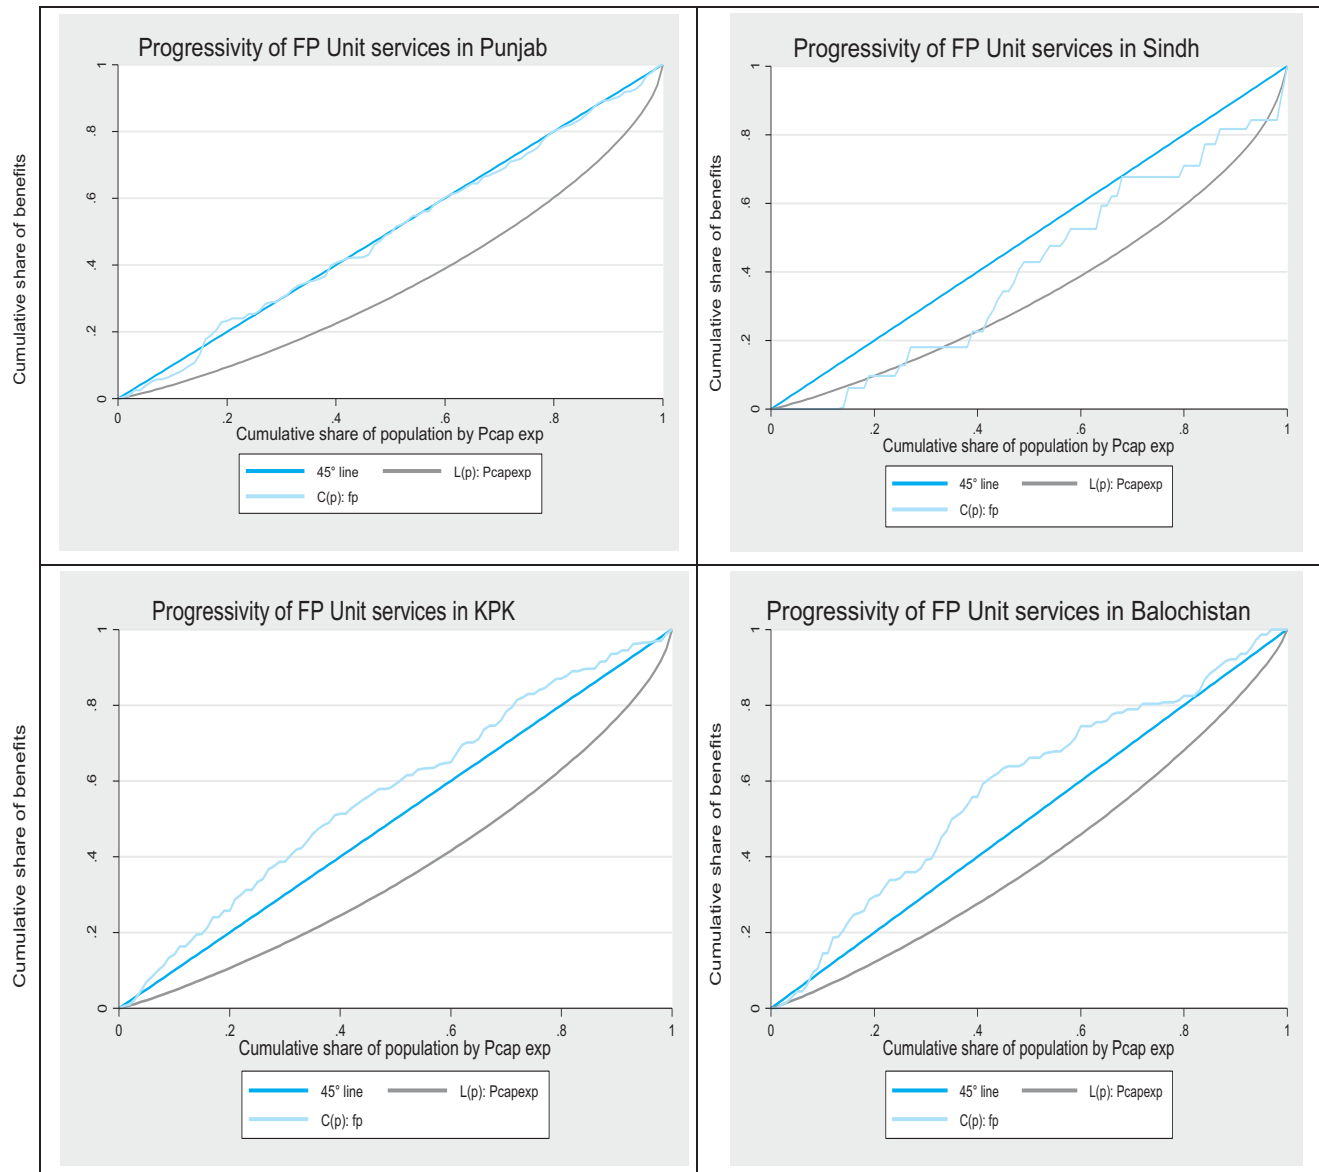 Progressivity of FP Unit services in Punjab
Cumulative share of benefits
1
.8
.6
.4
.2
0
0 .2 .4 .6 .8 1
Cumulative share of population by Pcap exp
45° line L(p): Pcapexp
C(p): fp
Progressivity of FP Unit services in Sindh
Cumulative share of benefits
1
.8
.6
.4
.2
0
0 .2 .4 .6 .8 1
Cumulative share of population by Pcap exp
45° line L(p): Pcapexp
C(p): fp
Progressivity of FP Unit services in KPK
Cumulative share of benefits
1
.8
.6
.4
.2
0
0 .2 .4 .6 .8 1
Cumulative share of population by Pcap exp
45° line L(p): Pcapexp
C(p): fp
Progressivity of FP Unit services in Balochistan
Cumulative share of benefits
1
.8
.6
.4
.2
0
0 .2 .4 .6 .8 1
Cumulative share of population by Pcap exp
45° line L(p): Pcapexp
C(p): fp